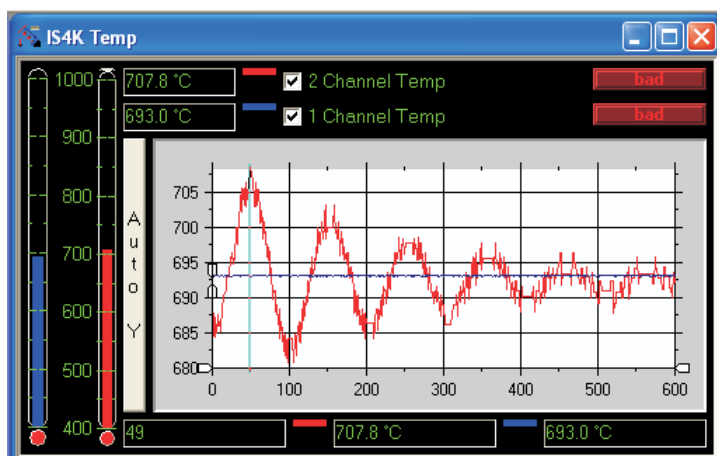 IS4K Temp
1000
900
800
700
600
500
400
707.8 °C
2 Channel Temp
bad
693.0 °C
1 Channel Temp
bad
Auto Y
705
700
695
690
685
680
0 100 200 300 400 500 600
49
707.8 °C
693.0 °C